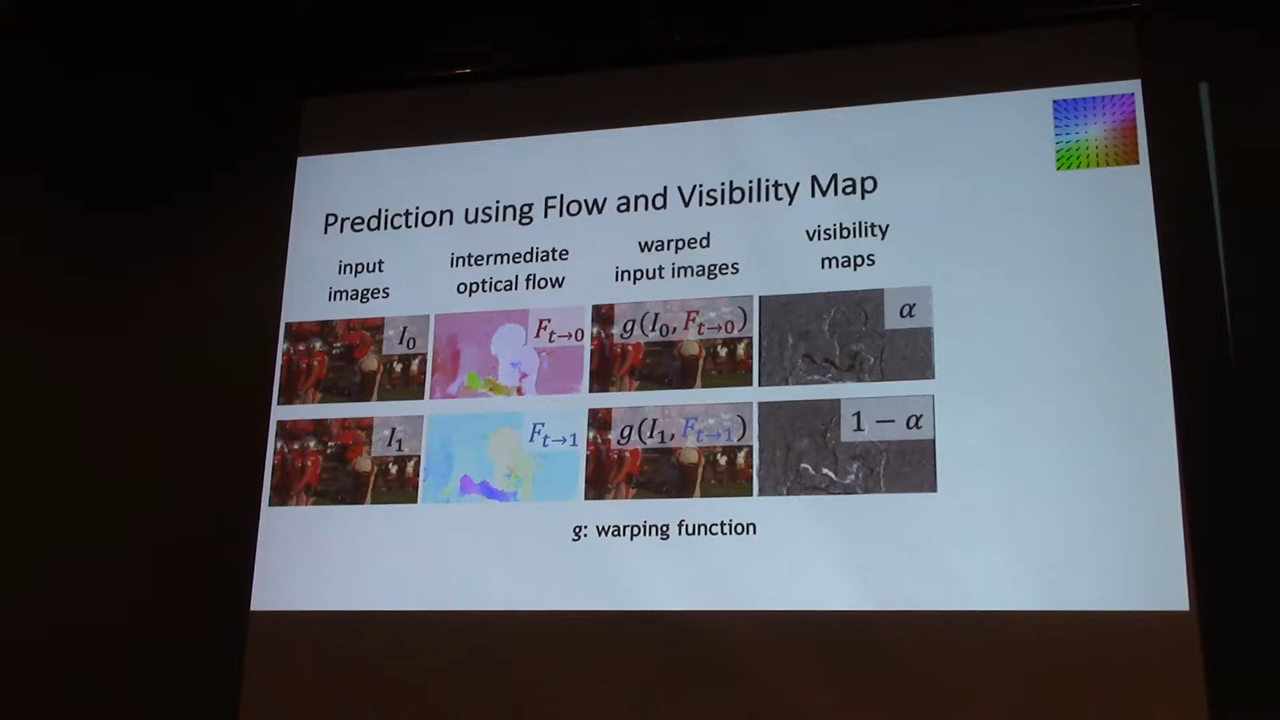 Prediction using Flow and Visibility Map
input
images
intermediate
optical flow
warped
input images
visibility
maps
I₀
F_{t→0}
g(I₀, F_{t→0})
α
I₁
F_{t→1}
g(I₁, F_{t→1})
1 − α
g: warping function